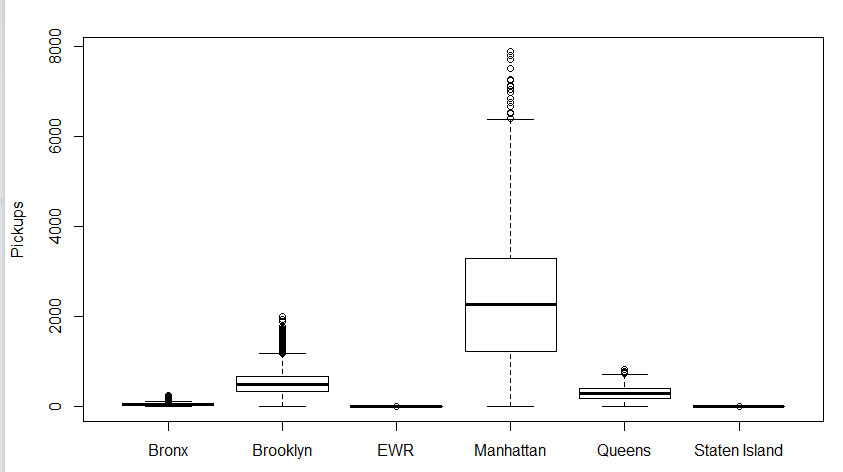 Pickups
8000
6000
4000
2000
0
Bronx Brooklyn EWR Manhattan Queens Staten Island